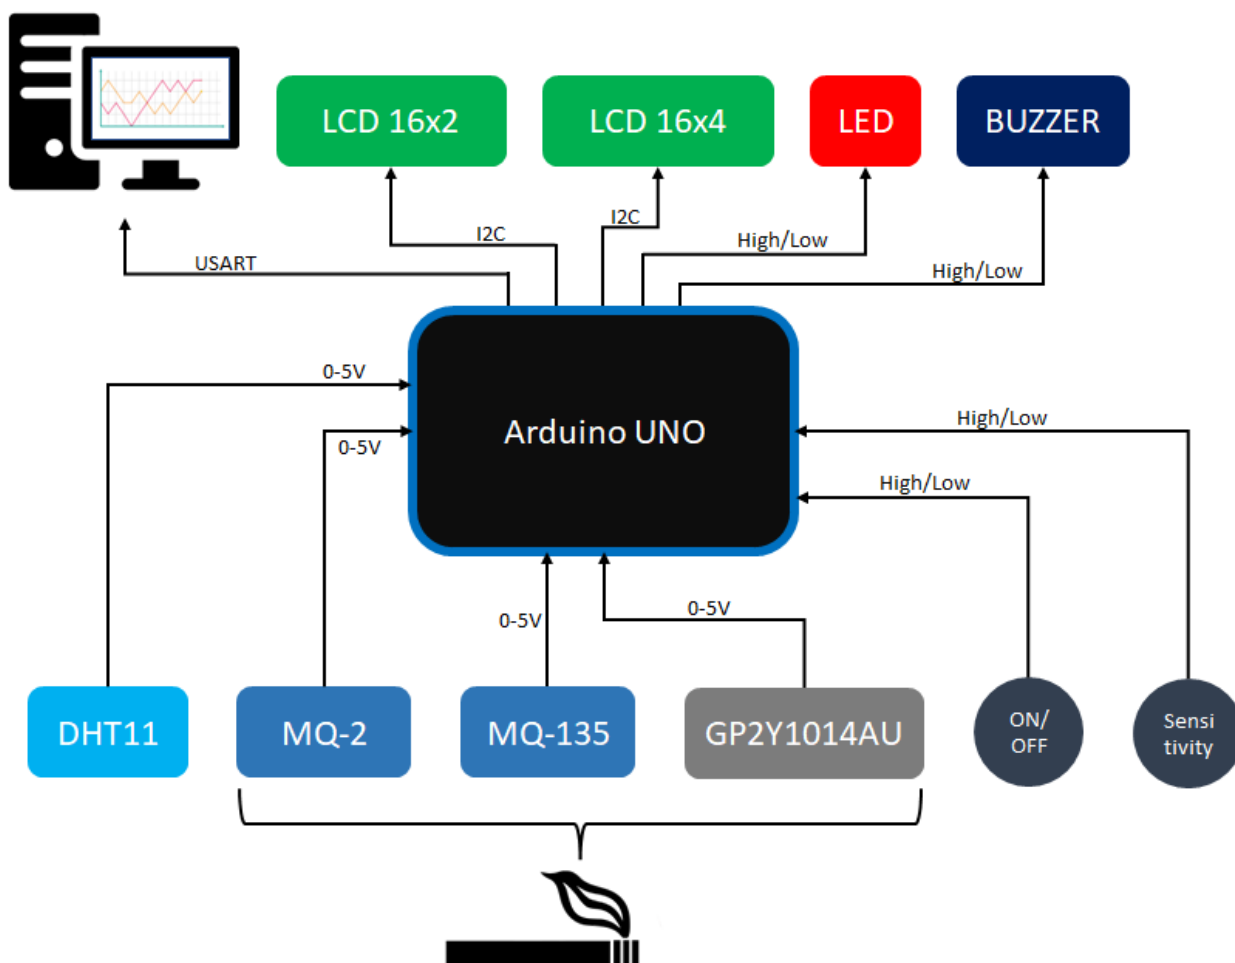 LCD 16x2
LCD 16x4
LED
BUZZER
I2C
I2C
High/Low
High/Low
USART
0-5V
0-5V
Arduino UNO
High/Low
High/Low
0-5V
0-5V
DHT11
MQ-2
MQ-135
GP2Y1014AU
ON/
OFF
Sensi
tivity